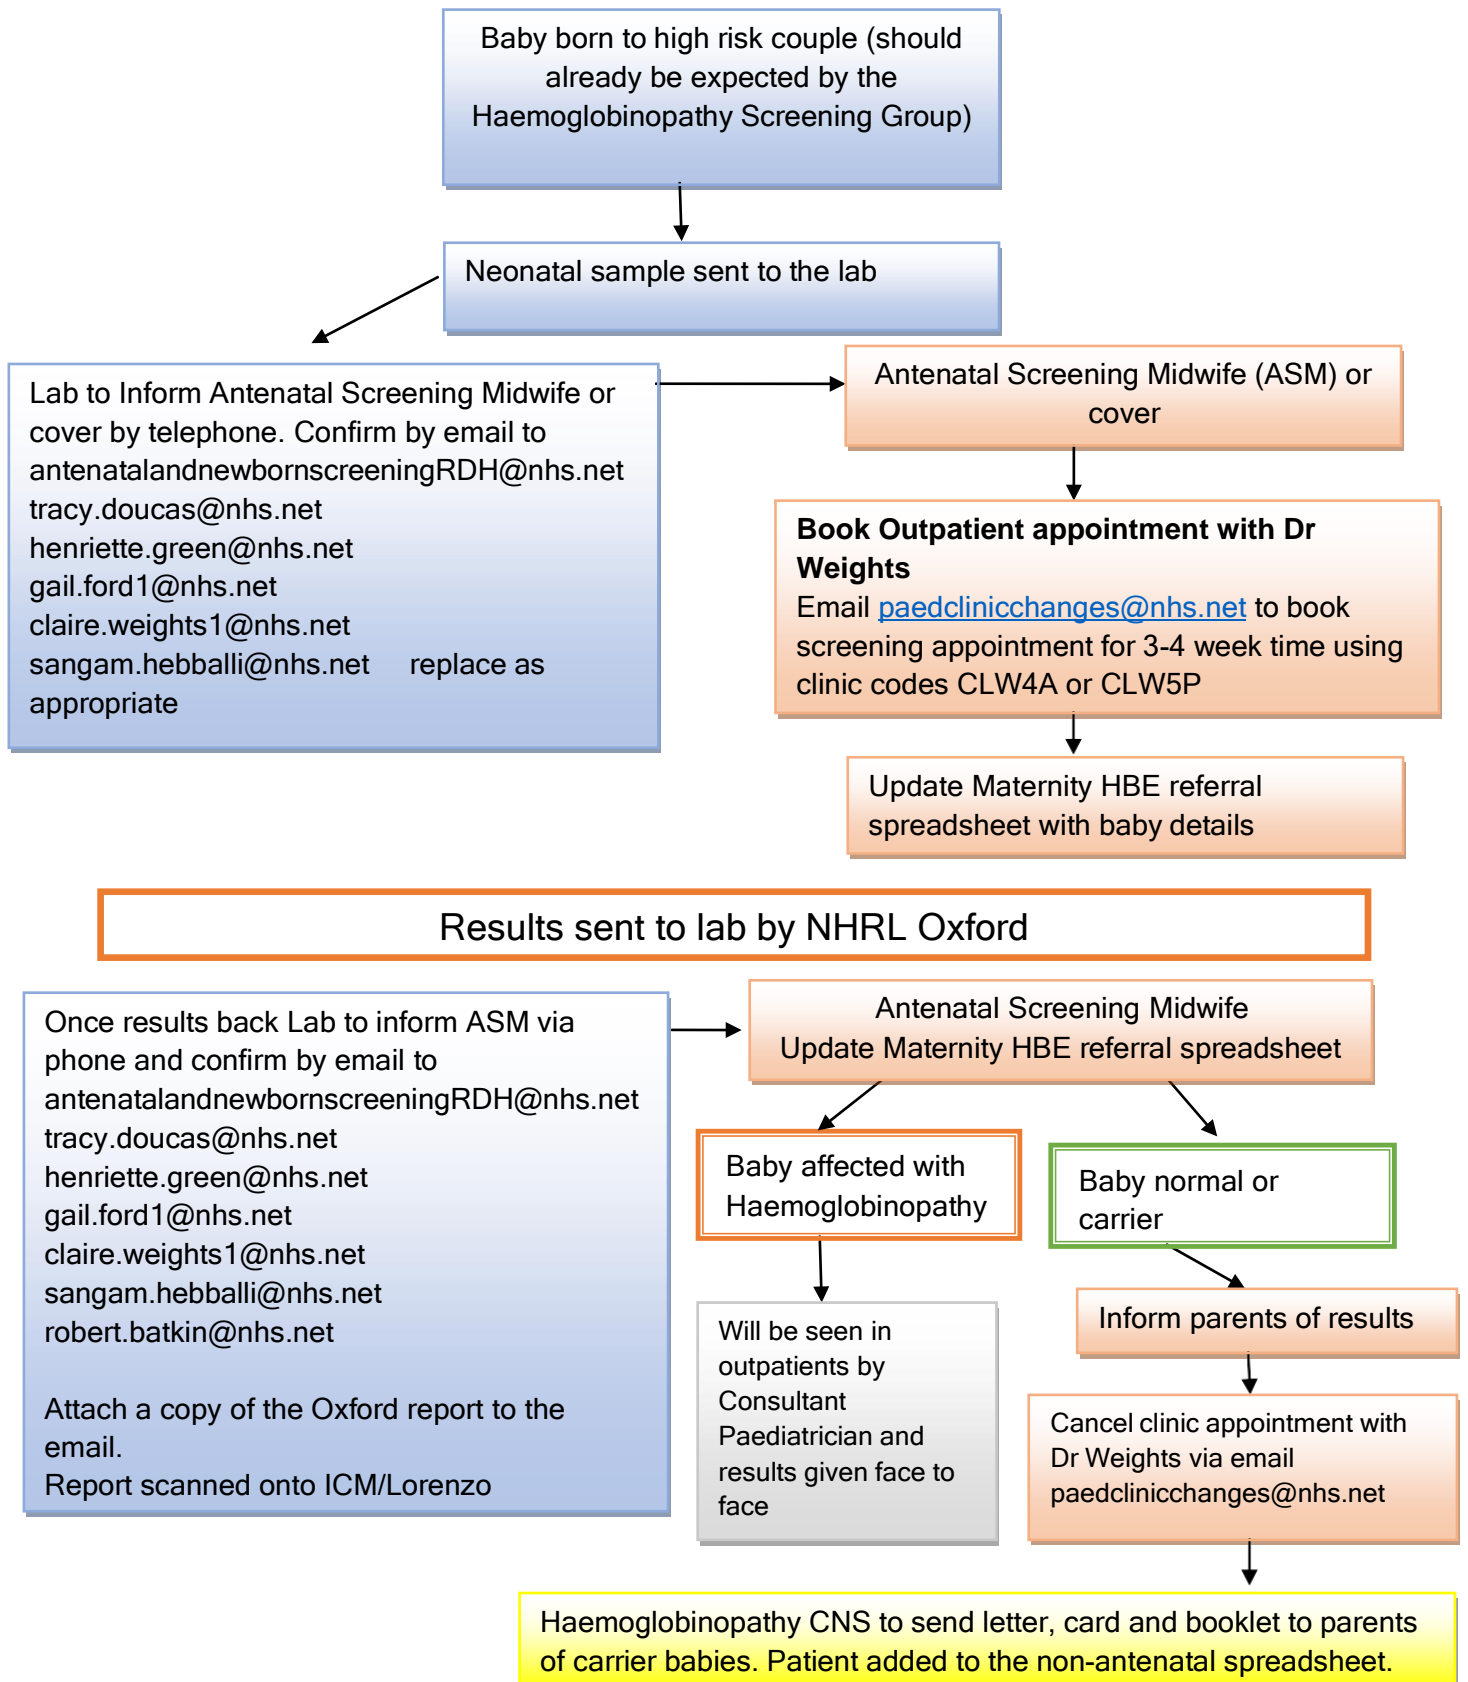 Baby born to high risk couple (should
already be expected by the
Haemoglobinopathy Screening Group)
Neonatal sample sent to the lab
Lab to Inform Antenatal Screening Midwife or
cover by telephone. Confirm by email to
antenatalandnewbornscreeningRDH@nhs.net
tracy.doucas@nhs.net
henriette.green@nhs.net
gail.ford1@nhs.net
claire.weights1@nhs.net
sangam.hebballi@nhs.net replace as
appropriate
Antenatal Screening Midwife (ASM) or
cover
Book Outpatient appointment with Dr
Weights
Email paedclinicchanges@nhs.net to book
screening appointment for 3-4 week time using
clinic codes CLW4A or CLW5P
Update Maternity HBE referral
spreadsheet with baby details
Results sent to lab by NHRL Oxford
Once results back Lab to inform ASM via
phone and confirm by email to
antenatalandnewbornscreeningRDH@nhs.net
tracy.doucas@nhs.net
henriette.green@nhs.net
gail.ford1@nhs.net
claire.weights1@nhs.net
sangam.hebballi@nhs.net
robert.batkin@nhs.net
Attach a copy of the Oxford report to the
email.
Report scanned onto ICM/Lorenzo
Antenatal Screening Midwife
Update Maternity HBE referral spreadsheet
Baby affected with
Haemoglobinopathy
Baby normal or
carrier
Will be seen in
outpatients by
Consultant
Paediatrician and
results given face to
face
Inform parents of results
Cancel clinic appointment with
Dr Weights via email
paedclinicchanges@nhs.net
Haemoglobinopathy CNS to send letter, card and booklet to parents
of carrier babies. Patient added to the non-antenatal spreadsheet.